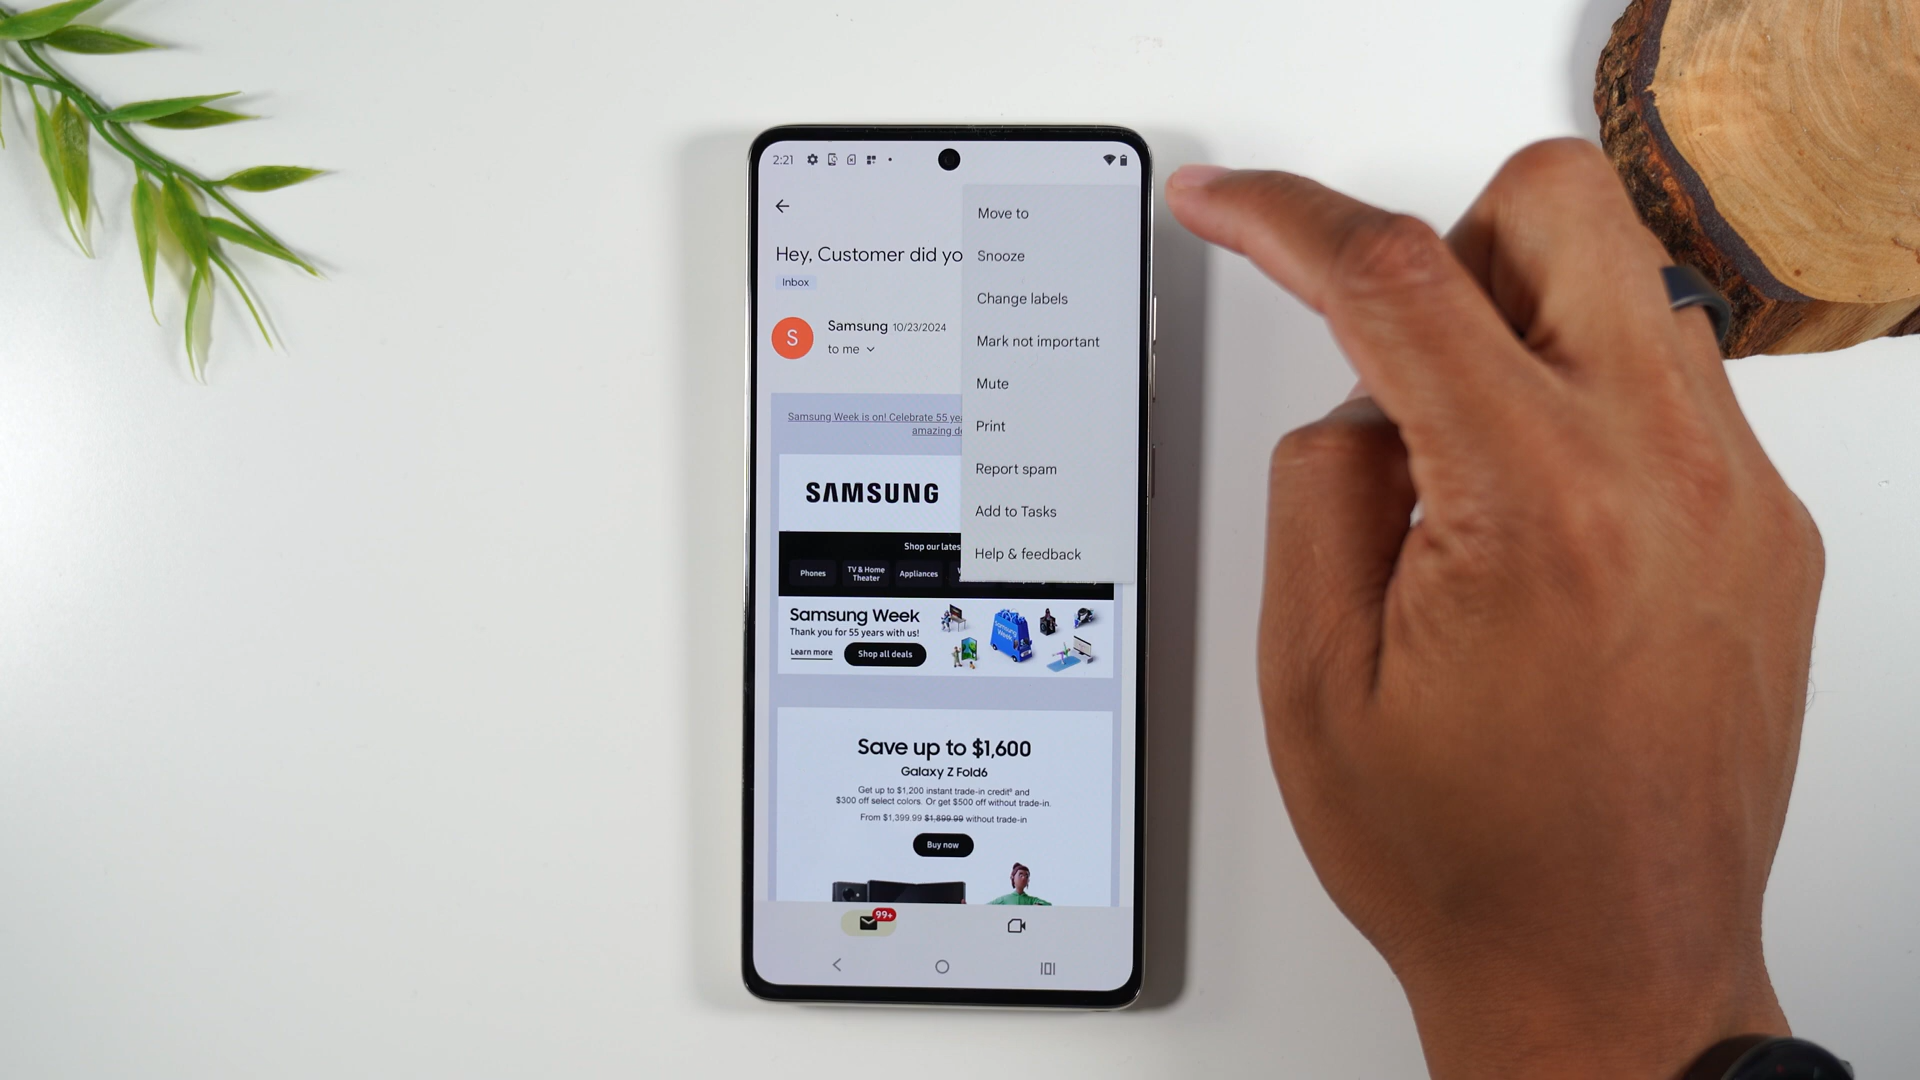 2:21
Move to
Snooze
Change labels
Mark not important
Mute
Print
Report spam
Add to Tasks
Help & feedback
Hey, Customer did yo
Inbox
S
Samsung 10/23/2024
to me
Samsung Week is on! Celebrate 55
amazing
SAMSUNG
Shop our lates
Phones
TV & Home
Theater
Appliances
Samsung Week
Thank you for 55 years with us!
Learn more
Shop all deals
Samsung
Week
Save up to $1,600
Galaxy Z Fold6
Get up to $1,200 instant trade-in credit⁶ and
$300 off select colors. Or get $500 off without trade-in.
From $1,399.99 $1,899.99 without trade-in
Buy now
99+